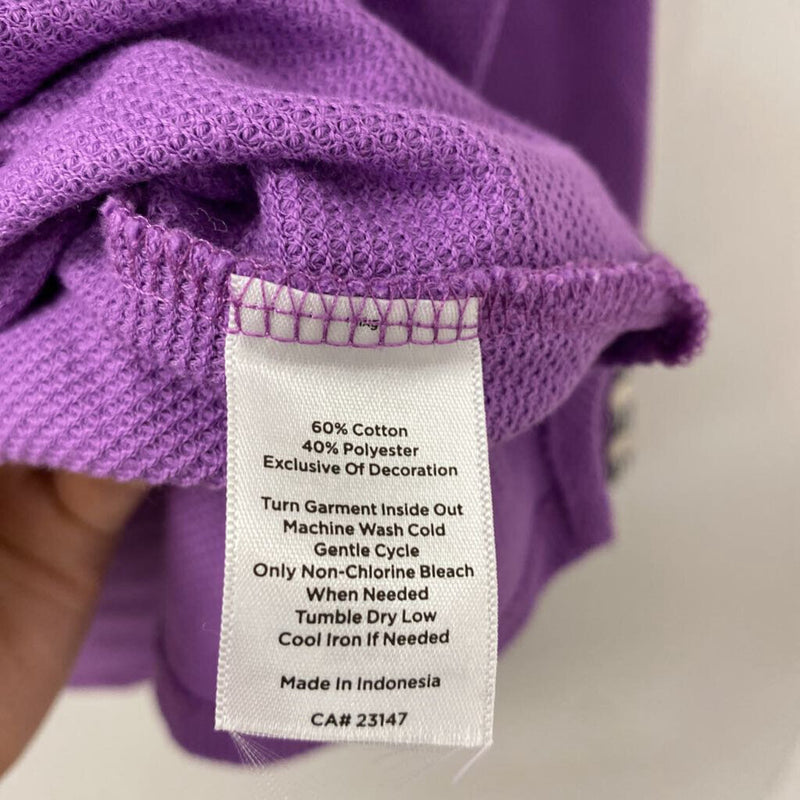 60% Cotton
40% Polyester
Exclusive Of Decoration
Turn Garment Inside Out
Machine Wash Cold
Gentle Cycle
Only Non-Chlorine Bleach
When Needed
Tumble Dry Low
Cool Iron If Needed
Made In Indonesia
CA# 23147